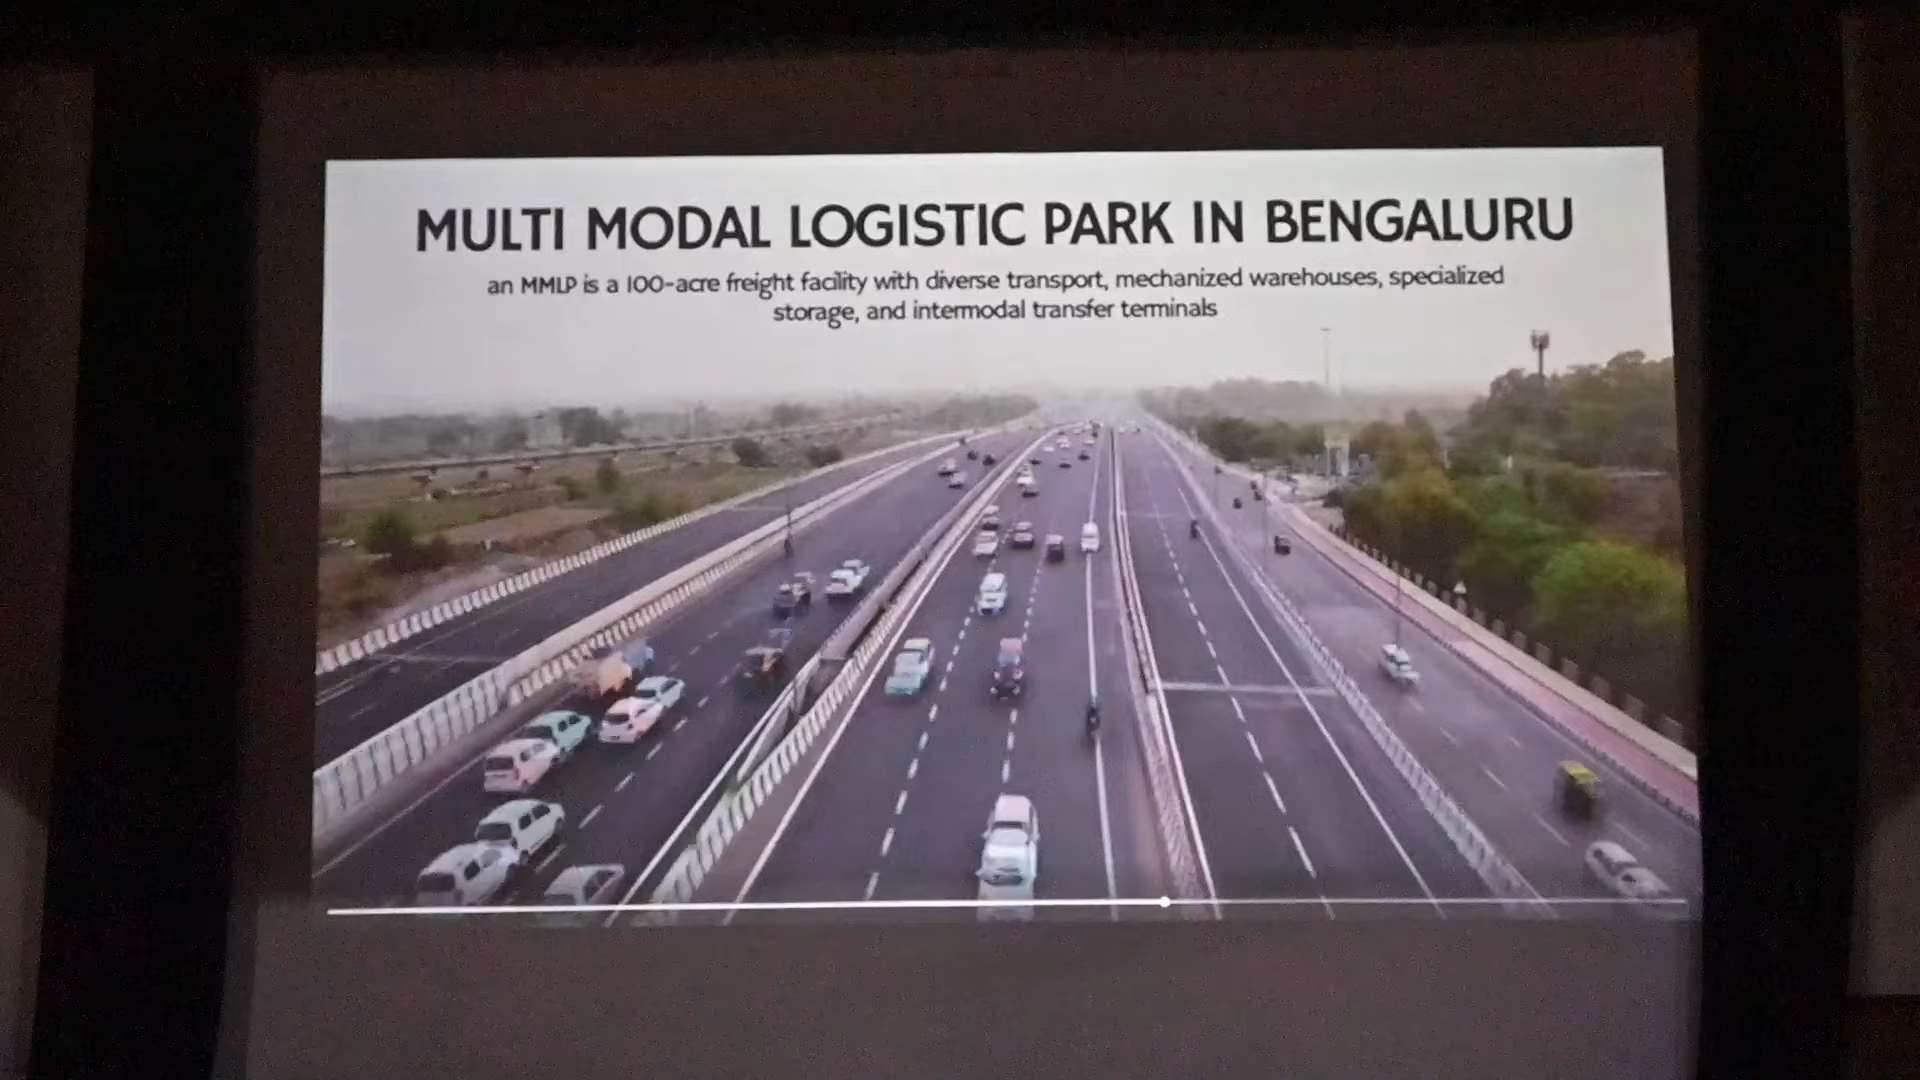 MULTI MODAL LOGISTIC PARK IN BENGALURU
an MMLP is a 100-acre freight facility with diverse transport, mechanized warehouses, specialized
storage, and intermodal transfer terminals